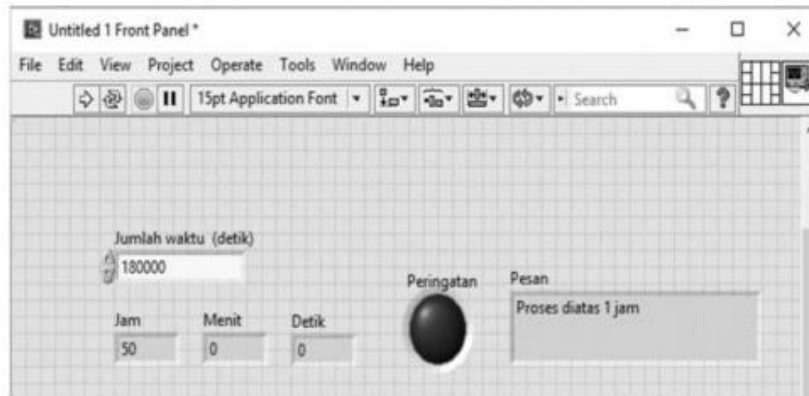 Untitled 1 Front Panel *
File Edit View Project Operate Tools Window Help
15pt Application Font Search ?
Jumlah waktu (detik)
180000
Peringatan Pesan
Proses diatas 1 jam
Jam Menit Detik
50 0 0